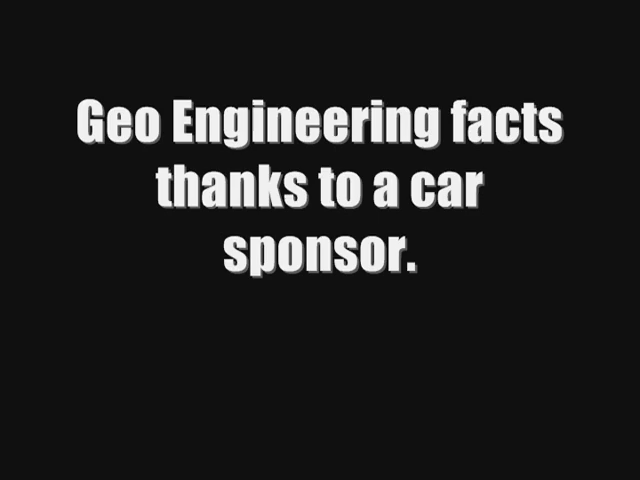 Geo Engineering facts
thanks to a car
sponsor.